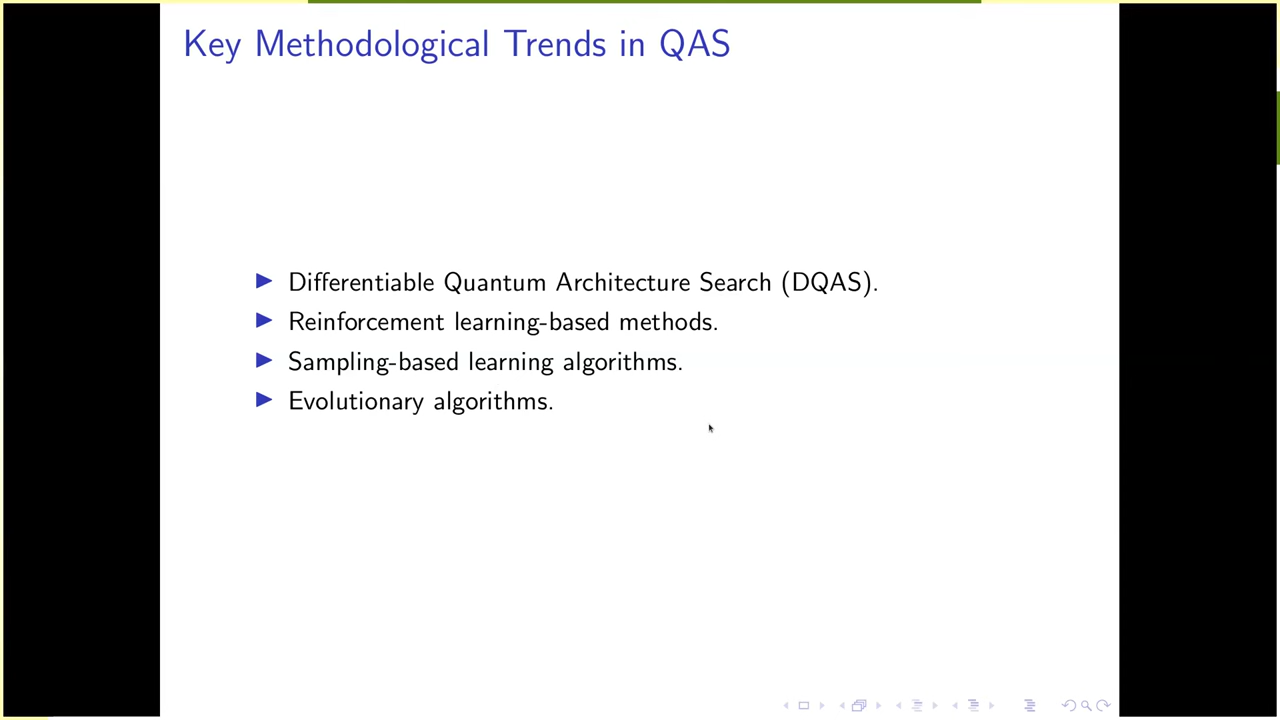 Key Methodological Trends in QAS
Differentiable Quantum Architecture Search (DQAS).
Reinforcement learning-based methods.
Sampling-based learning algorithms.
Evolutionary algorithms.